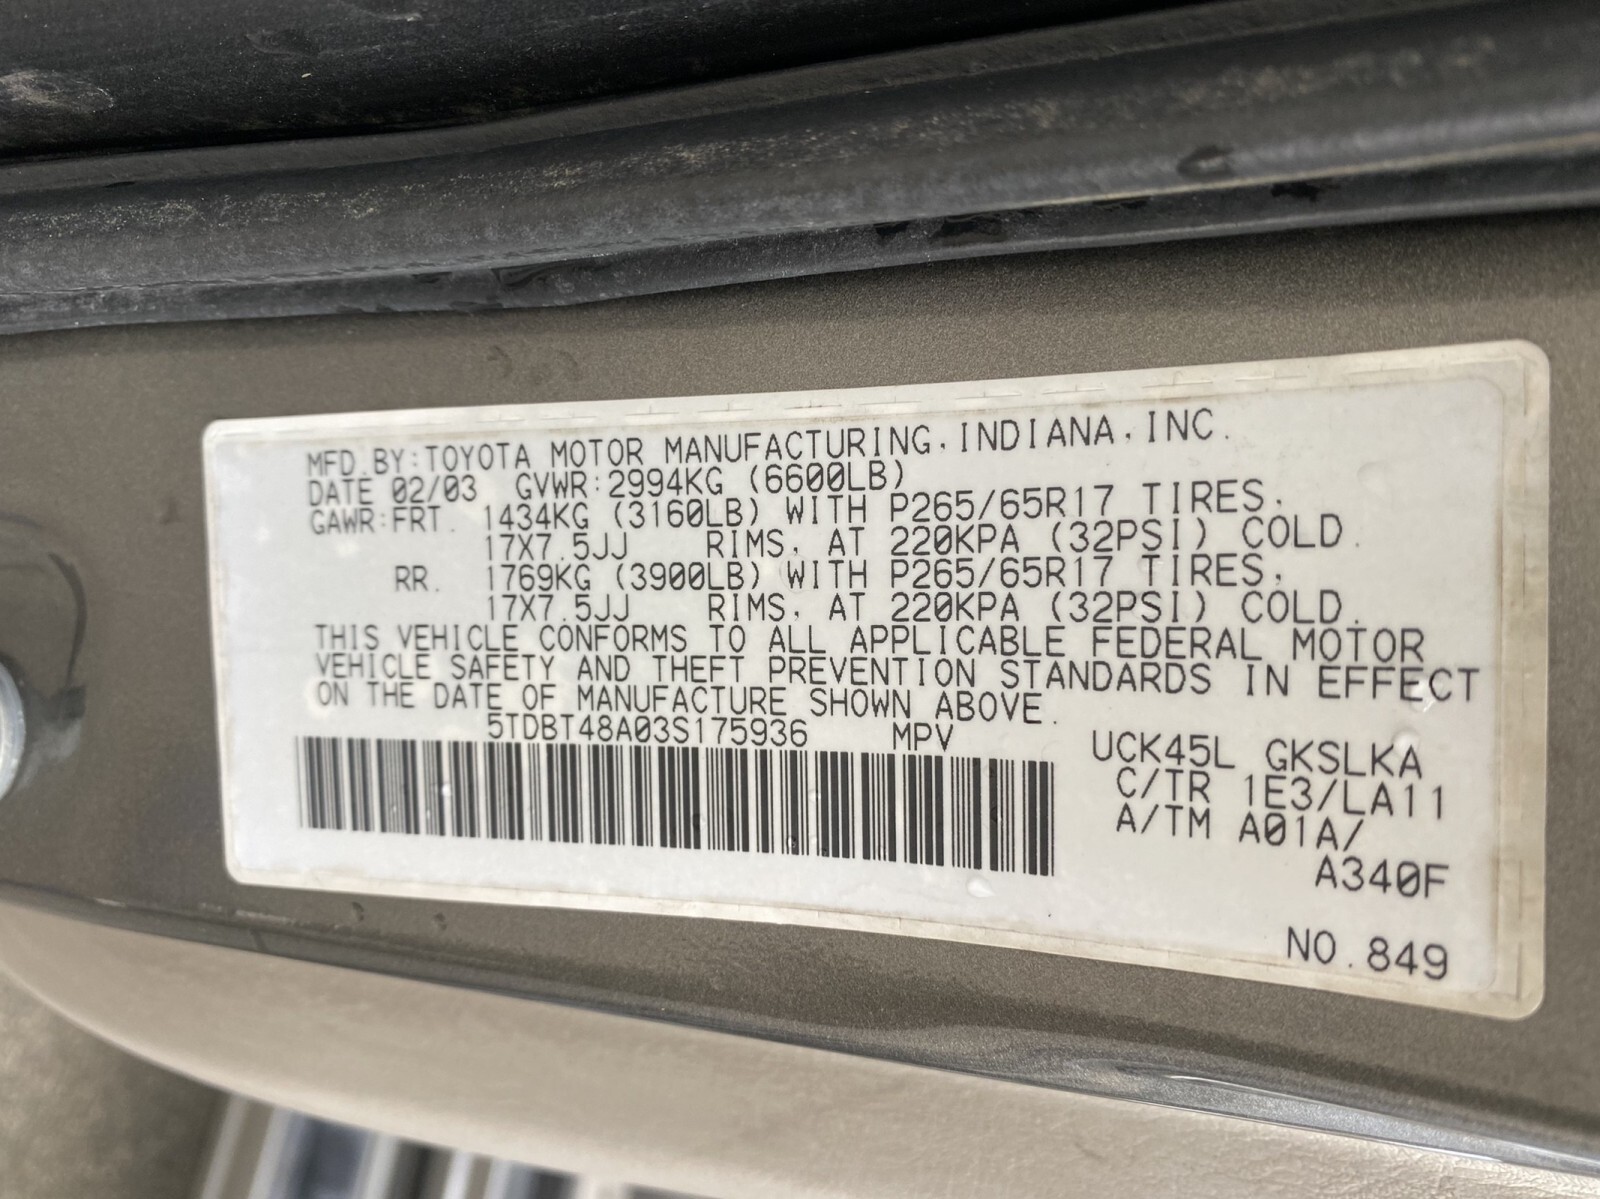 MFD.BY:TOYOTA MOTOR MANUFACTURING,INDIANA,INC.
DATE 02/03 GVWR:2994KG (6600LB)
GAWR:FRT. 1434KG (3160LB) WITH P265/65R17 TIRES,
17X7.5JJ RIMS, AT 220KPA (32PSI) COLD.
RR. 1769KG (3900LB) WITH P265/65R17 TIRES,
17X7.5JJ RIMS, AT 220KPA (32PSI) COLD.
THIS VEHICLE CONFORMS TO ALL APPLICABLE FEDERAL MOTOR
VEHICLE SAFETY AND THEFT PREVENTION STANDARDS IN EFFECT
ON THE DATE OF MANUFACTURE SHOWN ABOVE.
5TDBT48A03S175936 MPV
UCK45L GKSLKA
C/TR 1E3/LA11
A/TM A01A/
A340F
NO.849